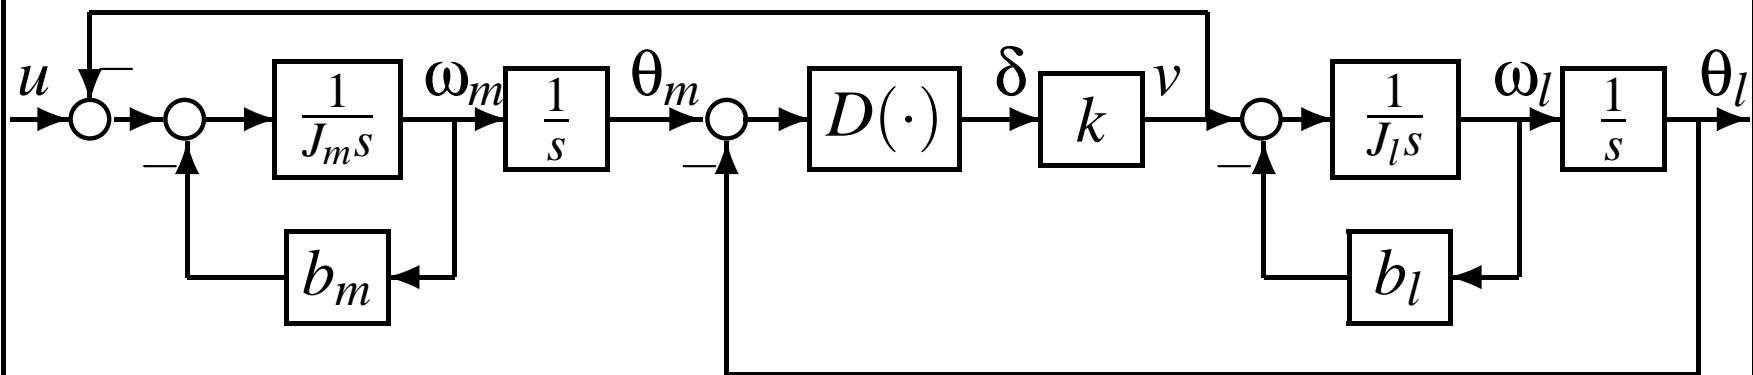 u − 1/(J_m s) ω_m 1/s θ_m D(·) δ k v 1/(J_l s) ω_l 1/s θ_l
− − −
b_m b_l